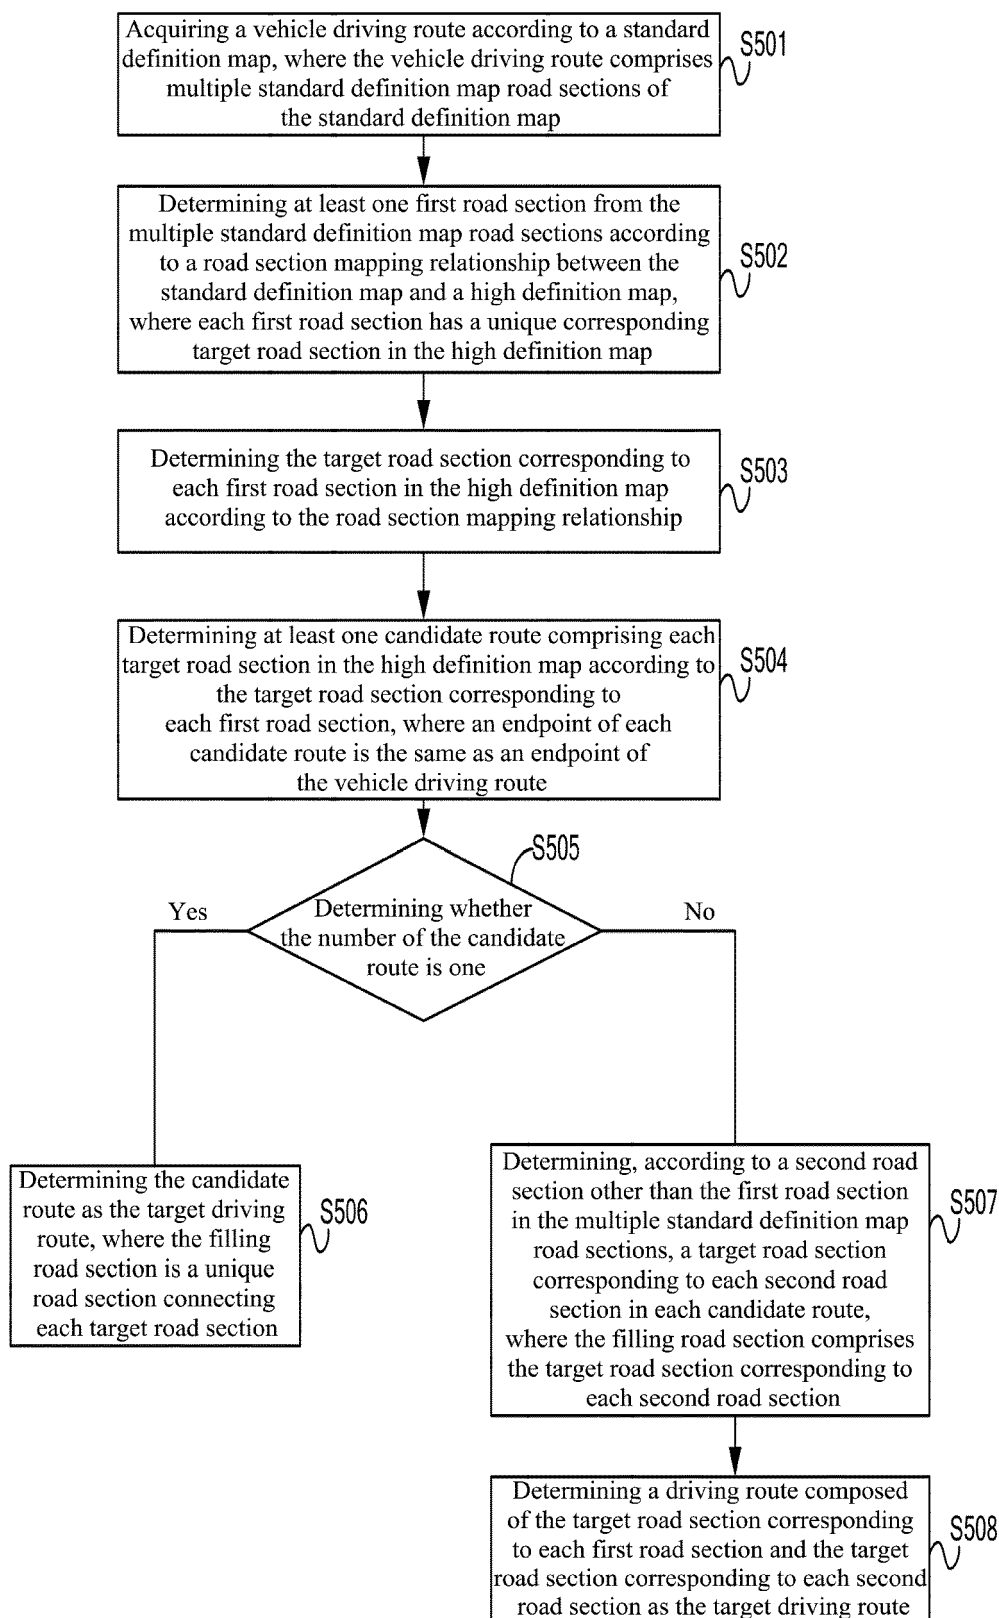 Acquiring a vehicle driving route according to a standard
definition map, where the vehicle driving route comprises
multiple standard definition map road sections of
the standard definition map
S501
Determining at least one first road section from the
multiple standard definition map road sections according
to a road section mapping relationship between the
standard definition map and a high definition map,
where each first road section has a unique corresponding
target road section in the high definition map
S502
Determining the target road section corresponding to
each first road section in the high definition map
according to the road section mapping relationship
S503
Determining at least one candidate route comprising each
target road section in the high definition map according to
the target road section corresponding to
each first road section, where an endpoint of each
candidate route is the same as an endpoint of
the vehicle driving route
S504
S505
Determining whether
the number of the candidate
route is one
Yes
No
Determining the candidate
route as the target driving
route, where the filling
road section is a unique
road section connecting
each target road section
S506
Determining, according to a second road
section other than the first road section
in the multiple standard definition map
road sections, a target road section
corresponding to each second road
section in each candidate route,
where the filling road section comprises
the target road section corresponding to
each second road section
S507
Determining a driving route composed
of the target road section corresponding
to each first road section and the target
road section corresponding to each second
road section as the target driving route
S508